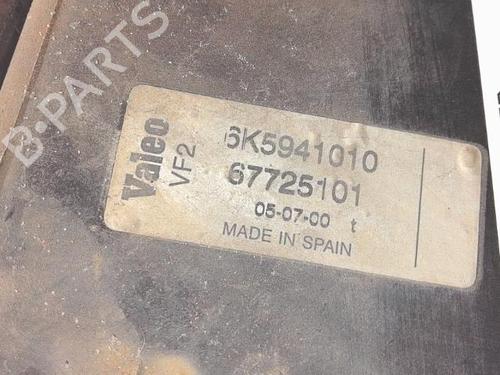 B-PARTS
Valeo
VF2
6K5941010
67725101
05-07-00 t
MADE IN SPAIN